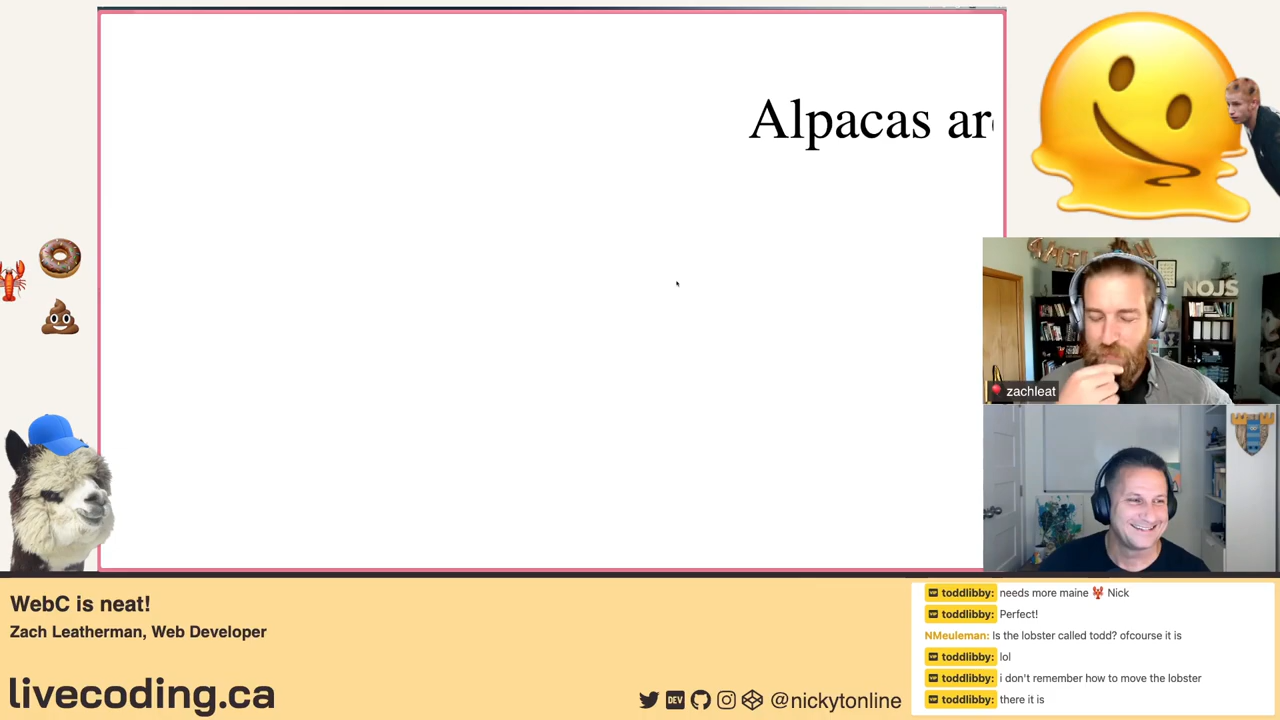 Alpacas are
NOJS
zachleat
WebC is neat!
Zach Leatherman, Web Developer
livecoding.ca
DEV
@nickytonline
toddlibby: needs more maine 🦞 Nick
toddlibby: Perfect!
NMeuleman: Is the lobster called todd? ofcourse it is
toddlibby: lol
toddlibby: i don't remember how to move the lobster
toddlibby: there it is